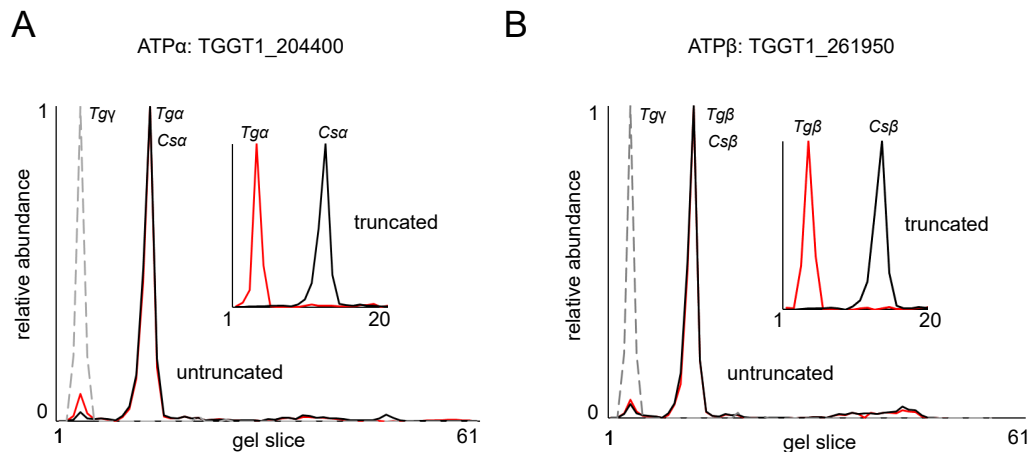 A
ATPα: TGGT1_204400
1
Tgγ
Tgα
Csα
Tgα
Csα
truncated
untruncated
relative abundance
0
1
20
1
gel slice
61
B
ATPβ: TGGT1_261950
1
Tgγ
Tgβ
Csβ
Tgβ
Csβ
truncated
untruncated
relative abundance
0
1
20
1
gel slice
61